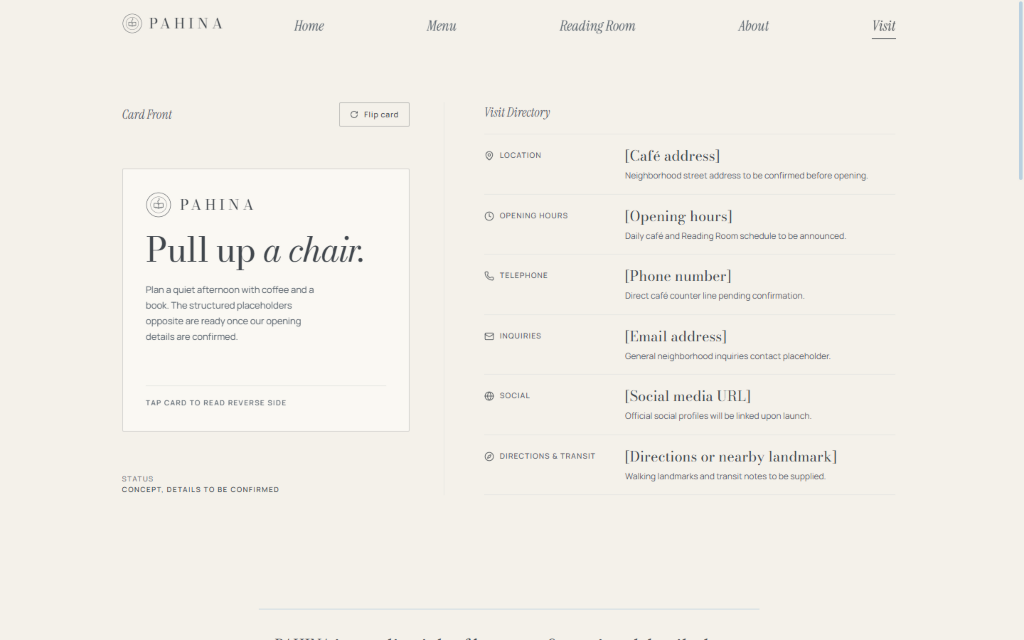 PAHINA
Home
Menu
Reading Room
About
Visit
Card Front
Flip card
PAHINA
Pull up a chair.
Plan a quiet afternoon with coffee and a
book. The structured placeholders
opposite are ready once our opening
details are confirmed.
TAP CARD TO READ REVERSE SIDE
STATUS
CONCEPT, DETAILS TO BE CONFIRMED
Visit Directory
LOCATION
[Café address]
Neighborhood street address to be confirmed before opening.
OPENING HOURS
[Opening hours]
Daily café and Reading Room schedule to be announced.
TELEPHONE
[Phone number]
Direct café counter line pending confirmation.
INQUIRIES
[Email address]
General neighborhood inquiries contact placeholder.
SOCIAL
[Social media URL]
Official social profiles will be linked upon launch.
DIRECTIONS & TRANSIT
[Directions or nearby landmark]
Walking landmarks and transit notes to be supplied.